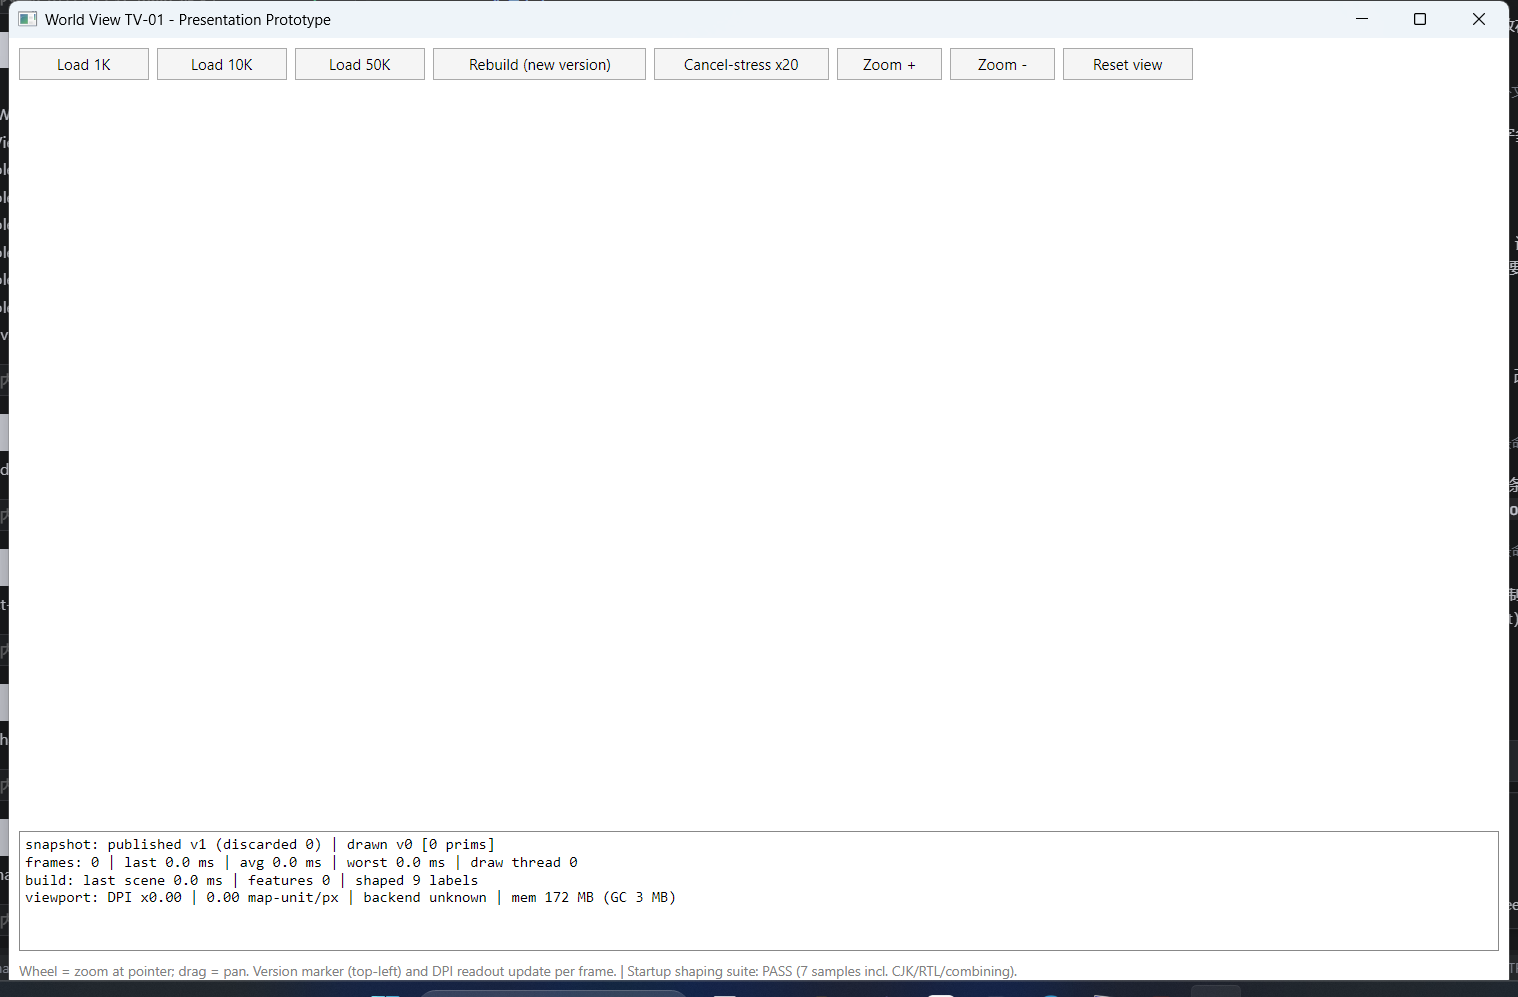 World View TV-01 - Presentation Prototype
Load 1K
Load 10K
Load 50K
Rebuild (new version)
Cancel-stress x20
Zoom +
Zoom -
Reset view
snapshot: published v1 (discarded 0) | drawn v0 [0 prims]
frames: 0 | last 0.0 ms | avg 0.0 ms | worst 0.0 ms | draw thread 0
build: last scene 0.0 ms | features 0 | shaped 9 labels
viewport: DPI x0.00 | 0.00 map-unit/px | backend unknown | mem 172 MB (GC 3 MB)
Wheel = zoom at pointer; drag = pan. Version marker (top-left) and DPI readout update per frame. | Startup shaping suite: PASS (7 samples incl. CJK/RTL/combining).